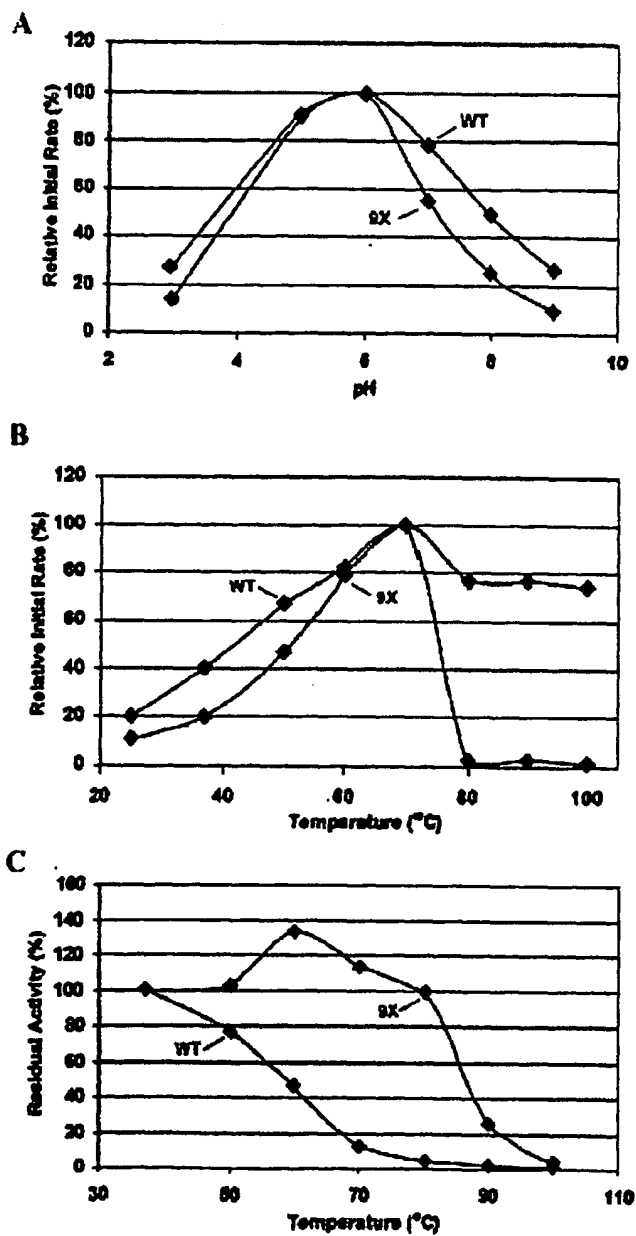 A
Relative Initial Rate (%)
120
100
80
60
40
20
0
WT
9X
2
4
6
8
10
pH
B
Relative Initial Rate (%)
120
100
80
60
40
20
0
WT
9X
20
40
60
80
100
Temperature (°C)
C
Residual Activity (%)
160
140
120
100
80
60
40
20
0
9X
WT
30
50
70
90
110
Temperature (°C)